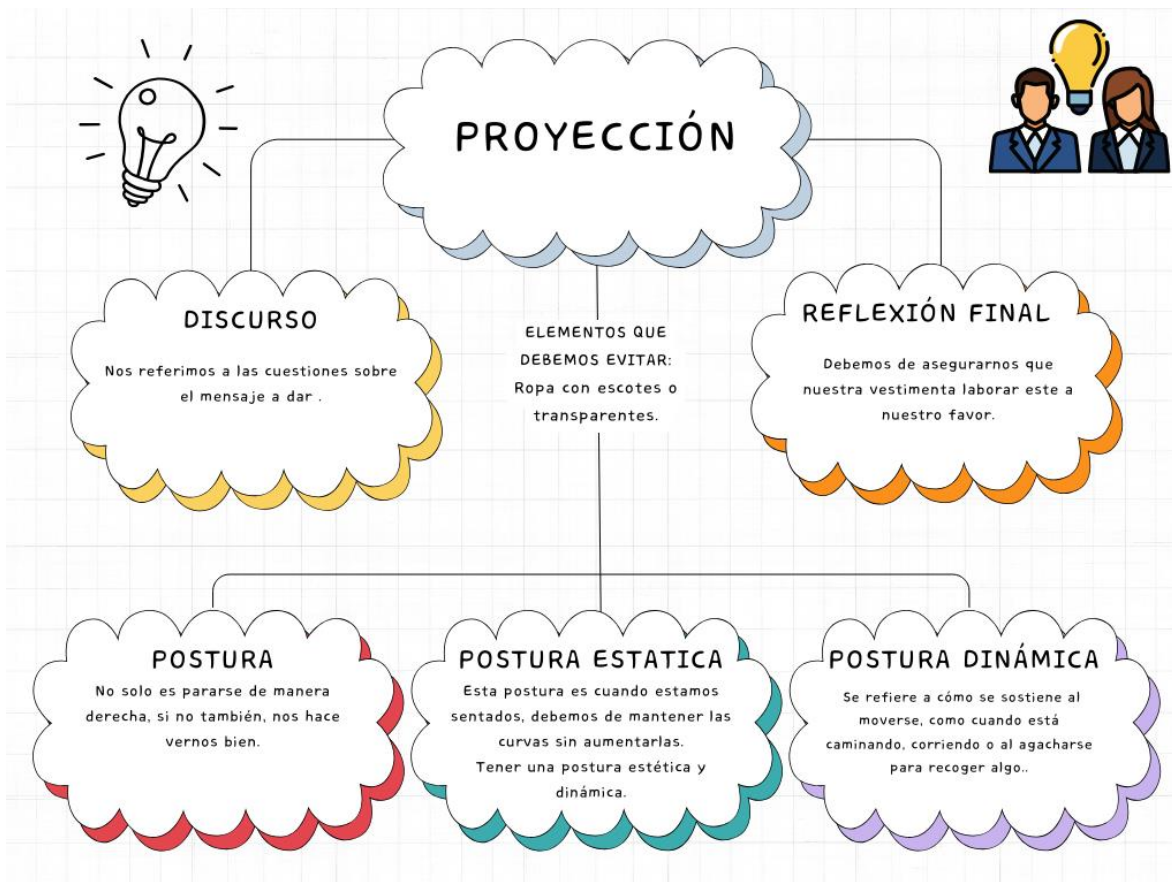 PROYECCIÓN
DISCURSO
Nos referimos a las cuestiones sobre
el mensaje a dar .
ELEMENTOS QUE
DEBEMOS EVITAR:
Ropa con escotes o
transparentes.
REFLEXIÓN FINAL
Debemos de asegurarnos que
nuestra vestimenta laborar este a
nuestro favor.
POSTURA
No solo es pararse de manera
derecha, si no también, nos hace
vernos bien.
POSTURA ESTATICA
Esta postura es cuando estamos
sentados, debemos de mantener las
curvas sin aumentarlas.
Tener una postura estética y
dinámica.
POSTURA DINÁMICA
Se refiere a cómo se sostiene al
moverse, como cuando está
caminando, corriendo o al agacharse
para recoger algo..